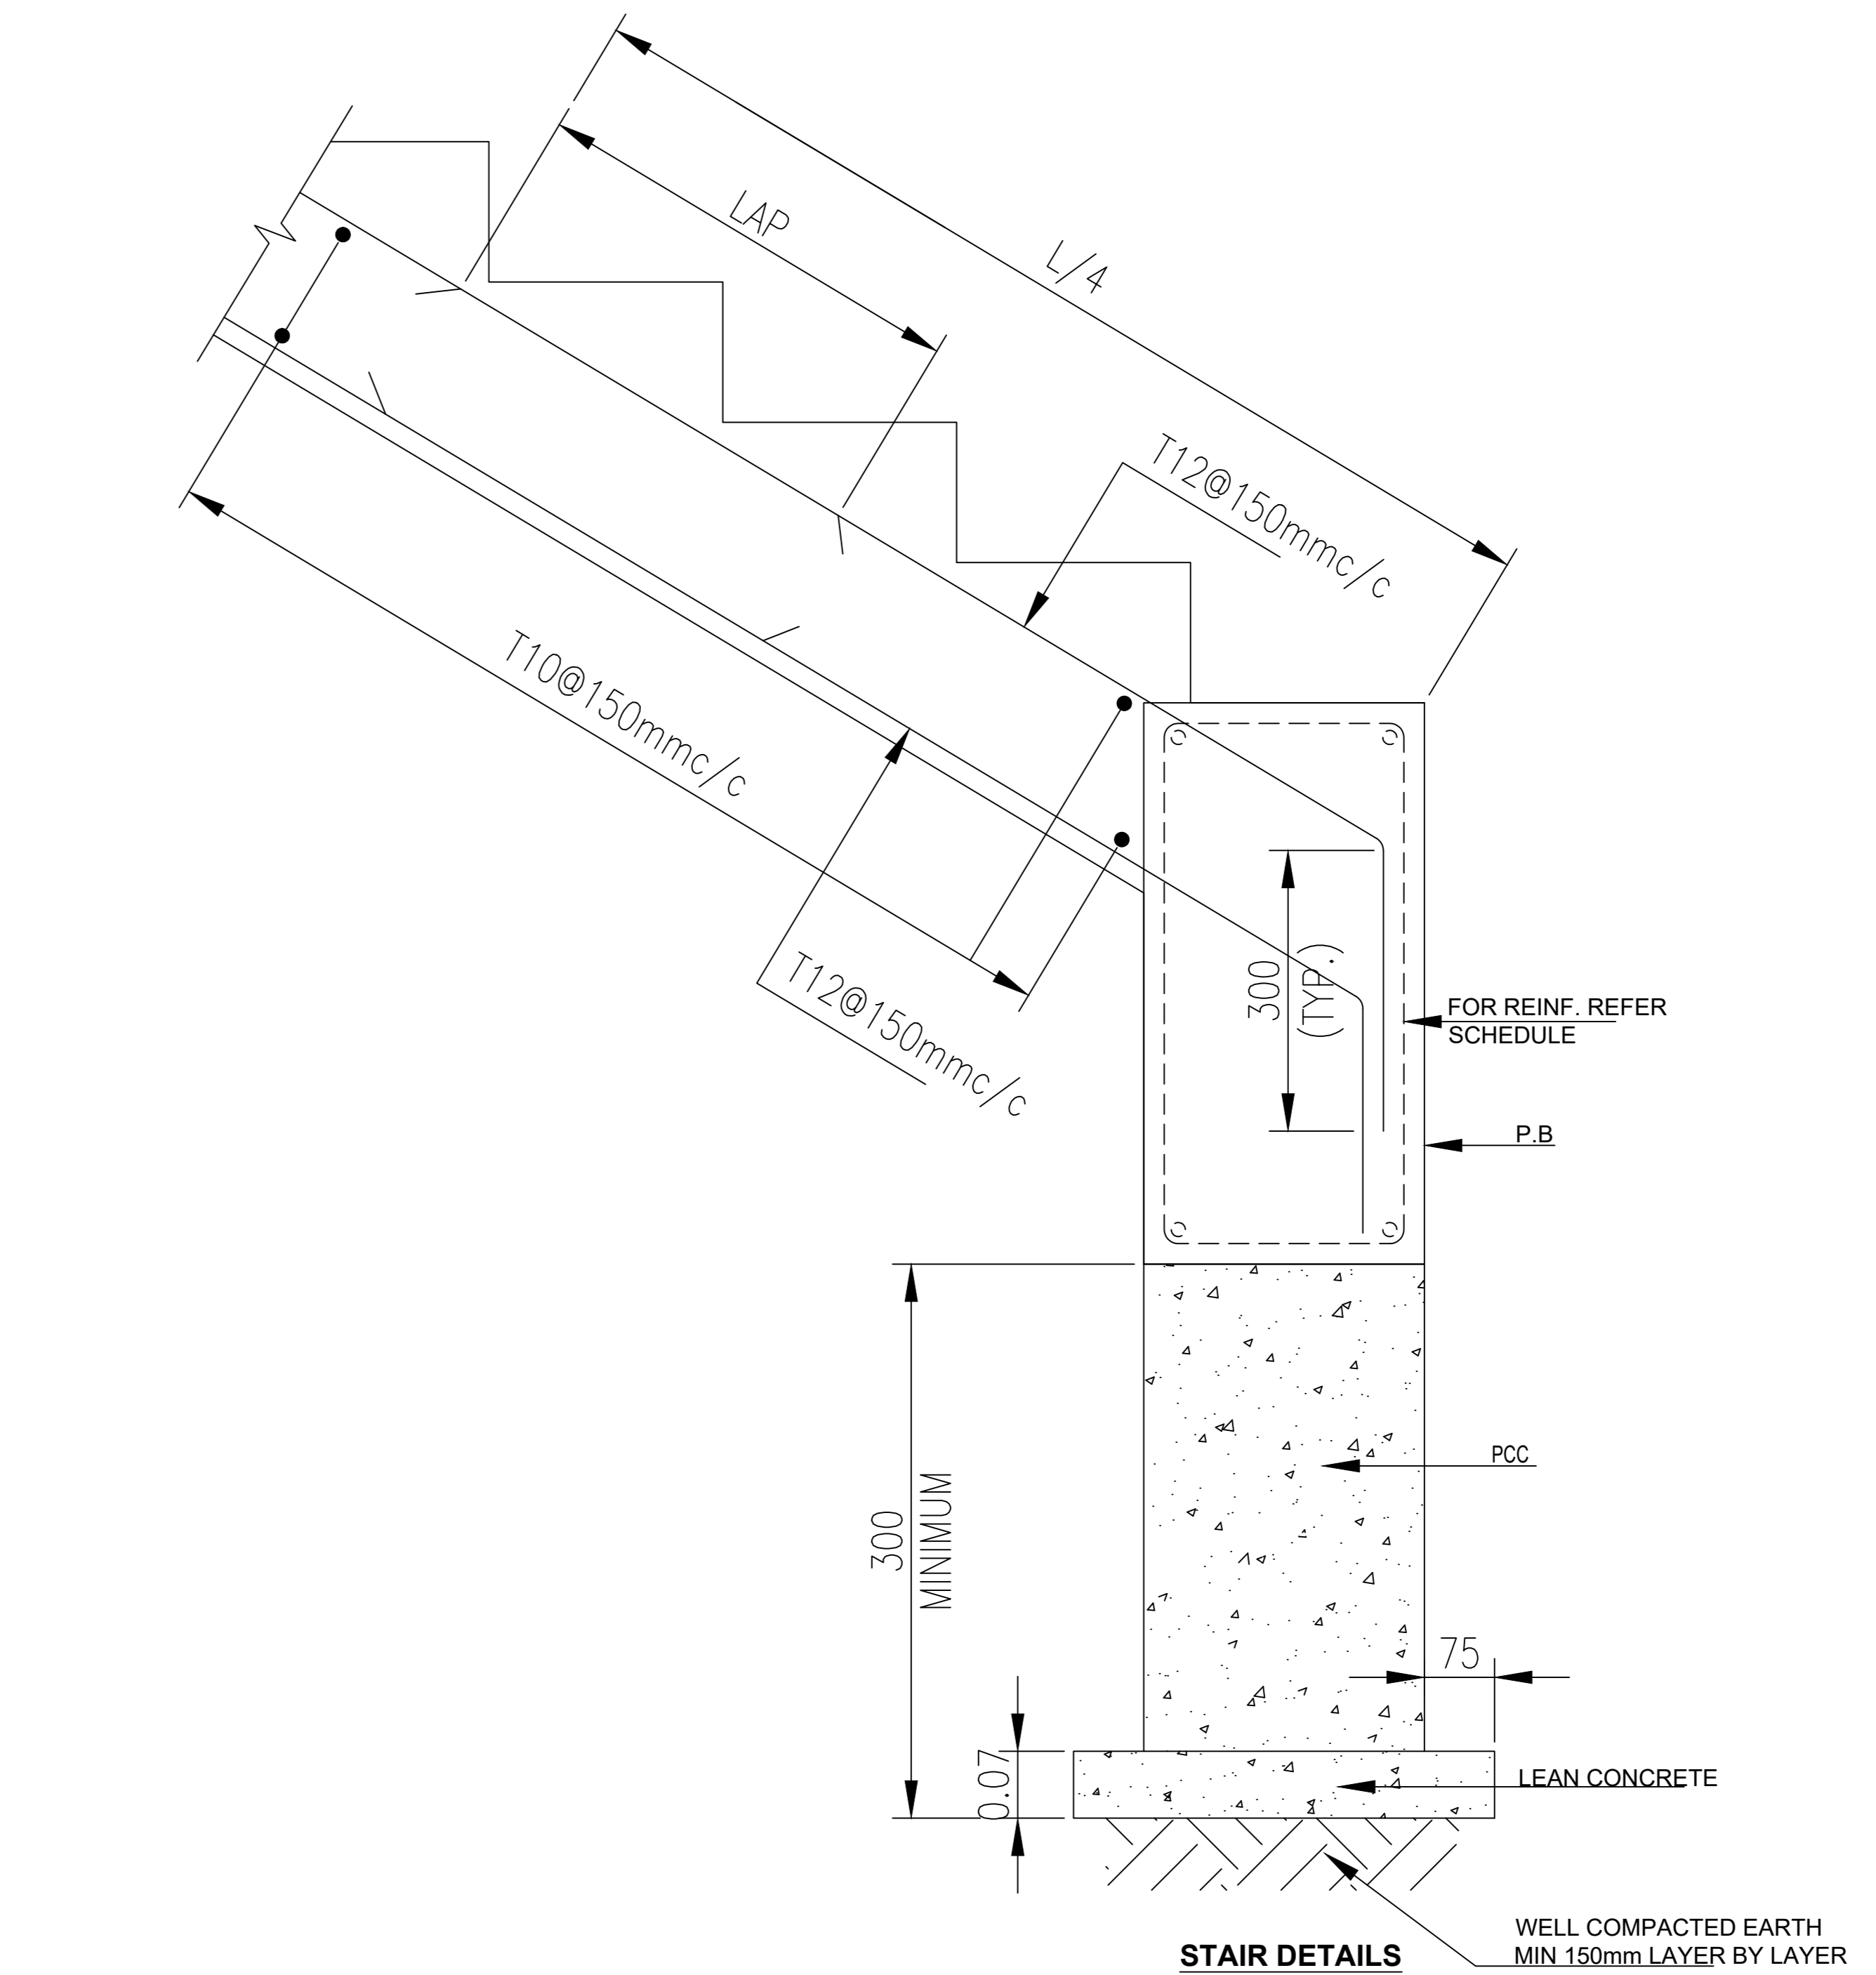 LAP
L/4
T12@150mmc/c
T10@150mmc/c
T12@150mmc/c
300
(TYP.)
FOR REINF. REFER
SCHEDULE
P.B
PCC
300
MINIMUM
75
0.07
LEAN CONCRETE
WELL COMPACTED EARTH
MIN 150mm LAYER BY LAYER
STAIR DETAILS